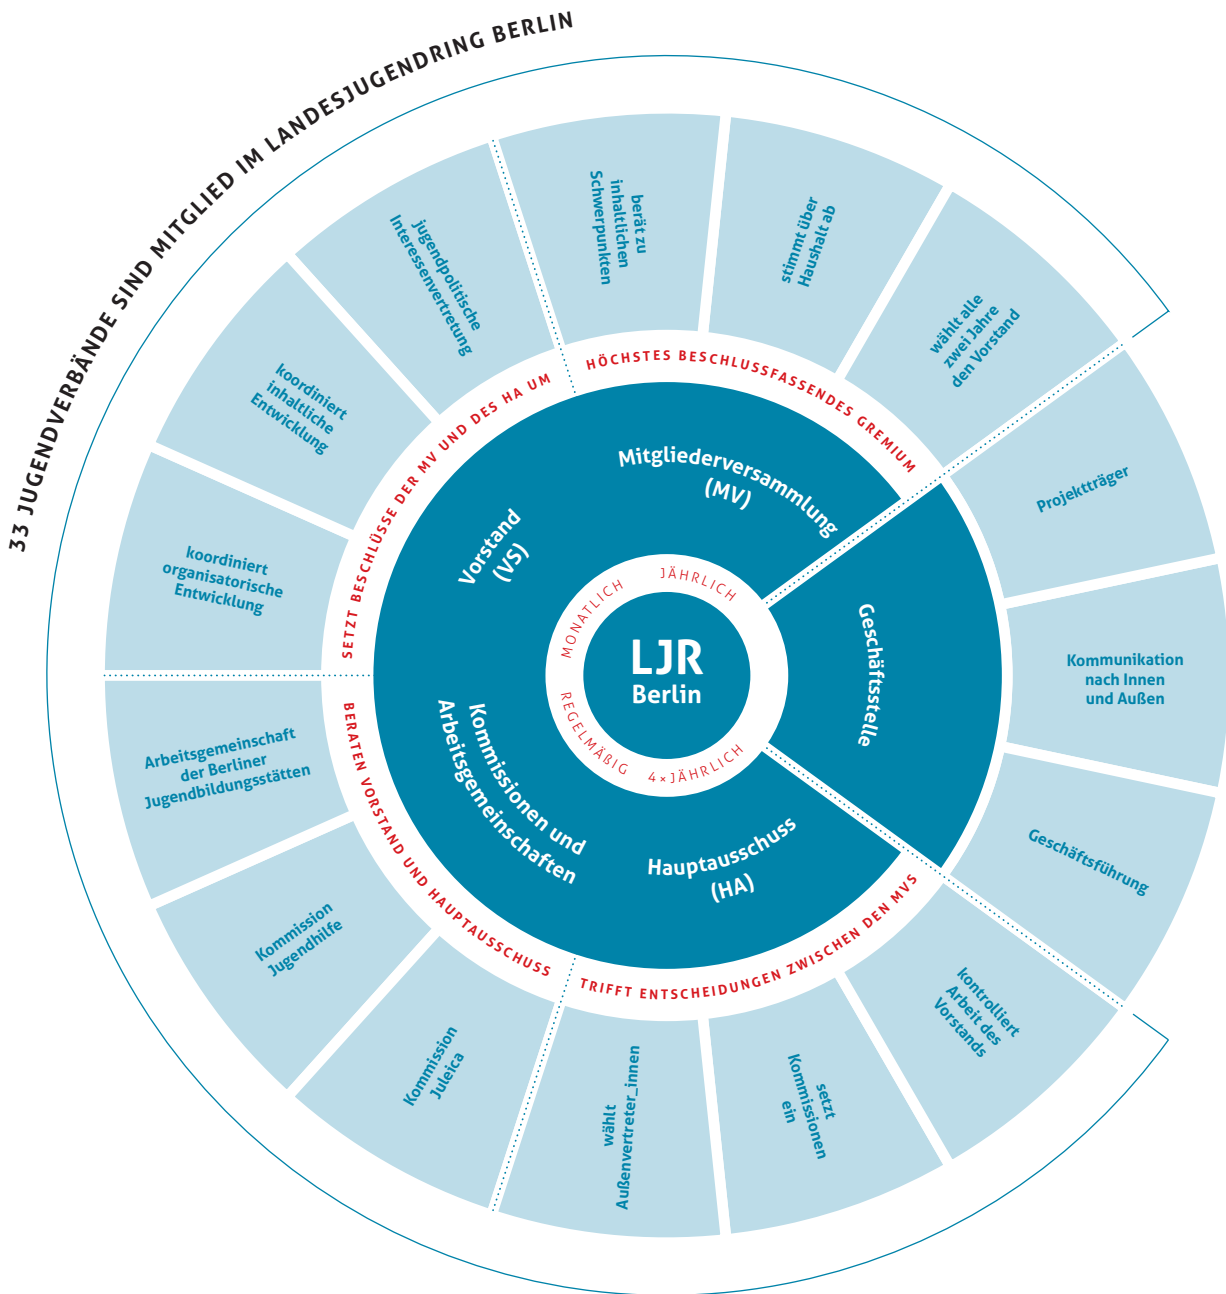 33 JUGENDVERBÄNDE SIND MITGLIED IM LANDESJUGENDRING BERLIN
LJR
Berlin
JÄHRLICH
Mitgliederversammlung
(MV)
HÖCHSTES BESCHLUSSFASSENDES GREMIUM
berät zu
inhaltlichen
Schwerpunkten
stimmt über
Haushalt ab
wählt alle
zwei Jahre
den Vorstand
Geschäftsstelle
Projektträger
Kommunikation
nach Innen
und Außen
Geschäftsführung
4×JÄHRLICH
Hauptausschuss
(HA)
TRIFFT ENTSCHEIDUNGEN ZWISCHEN DEN MVS
kontrolliert
Arbeit des
Vorstands
setzt
Kommissionen
ein
wählt
Außenvertreter_innen
REGELMÄßIG
Kommissionen und
Arbeitsgemeinschaften
BERATEN VORSTAND UND HAUPTAUSSCHUSS
Kommission
Juleica
Kommission
Jugendhilfe
Arbeitsgemeinschaft
der Berliner
Jugendbildungsstätten
MONATLICH
Vorstand
(VS)
SETZT BESCHLÜSSE DER MV UND DES HA UM
koordiniert
organisatorische
Entwicklung
koordiniert
inhaltliche
Entwicklung
jugendpolitische
Interessenvertretung